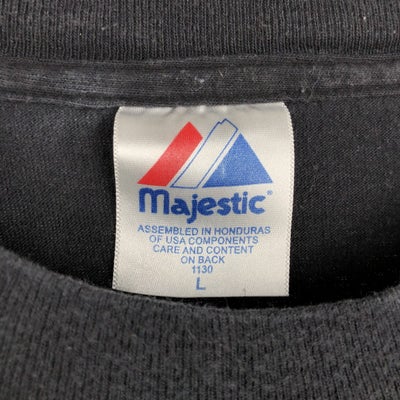 Majestic®
ASSEMBLED IN HONDURAS
OF USA COMPONENTS
CARE AND CONTENT
ON BACK
1130
L